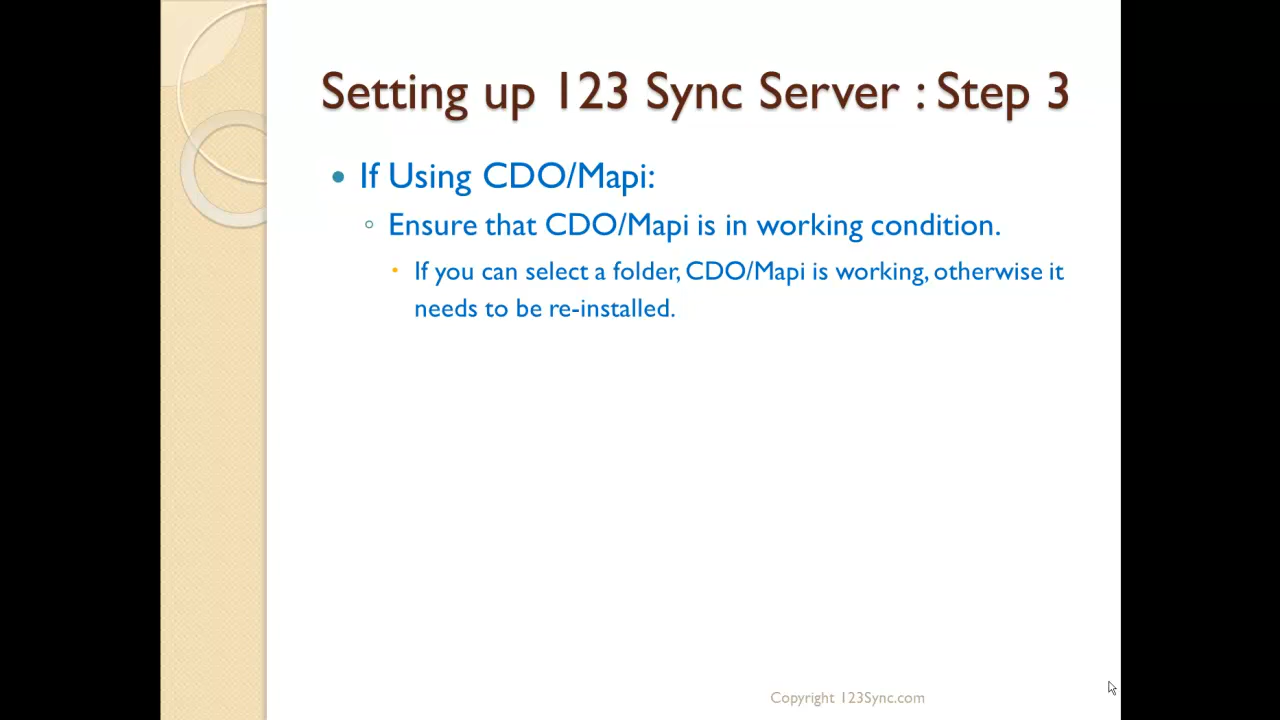 Setting up 123 Sync Server : Step 3
If Using CDO/Mapi:
Ensure that CDO/Mapi is in working condition.
If you can select a folder, CDO/Mapi is working, otherwise it
needs to be re-installed.
Copyright 123Sync.com